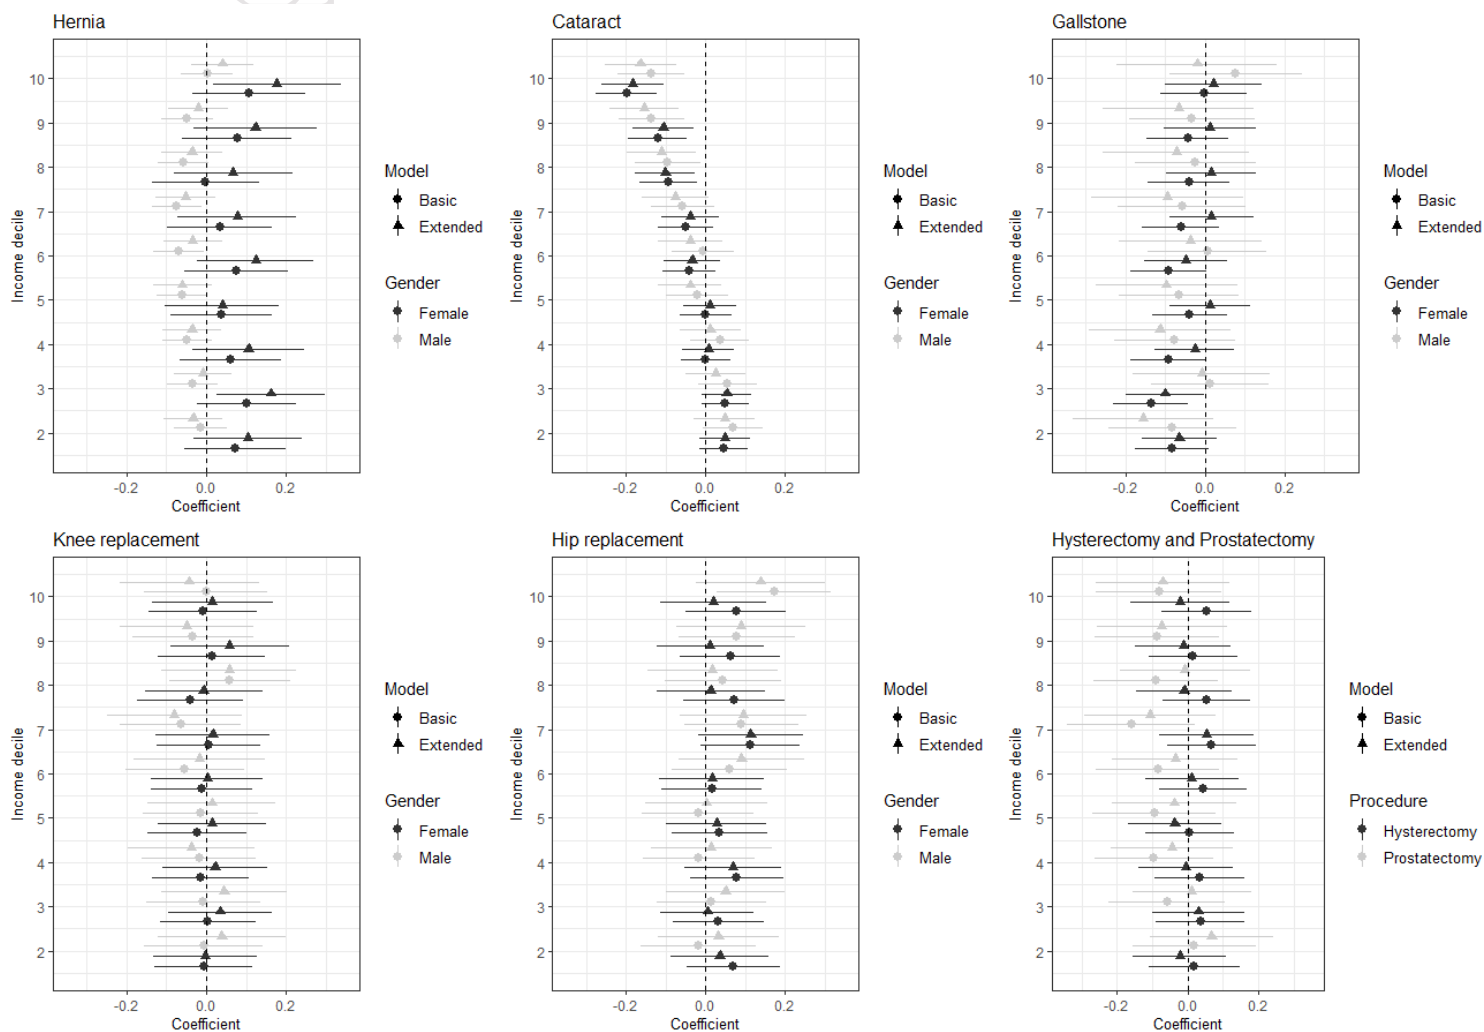 Hernia
Income decile
10
9
8
7
6
5
4
3
2
-0.2
0.0
0.2
Coefficient
Model
Basic
Extended
Gender
Female
Male
Cataract
Income decile
10
9
8
7
6
5
4
3
2
-0.2
0.0
0.2
Coefficient
Model
Basic
Extended
Gender
Female
Male
Gallstone
Income decile
10
9
8
7
6
5
4
3
2
-0.2
0.0
0.2
Coefficient
Model
Basic
Extended
Gender
Female
Male
Knee replacement
Income decile
10
9
8
7
6
5
4
3
2
-0.2
0.0
0.2
Coefficient
Model
Basic
Extended
Gender
Female
Male
Hip replacement
Income decile
10
9
8
7
6
5
4
3
2
-0.2
0.0
0.2
Coefficient
Model
Basic
Extended
Gender
Female
Male
Hysterectomy and Prostatectomy
Income decile
10
9
8
7
6
5
4
3
2
-0.2
0.0
0.2
Coefficient
Model
Basic
Extended
Procedure
Hysterectomy
Prostatectomy